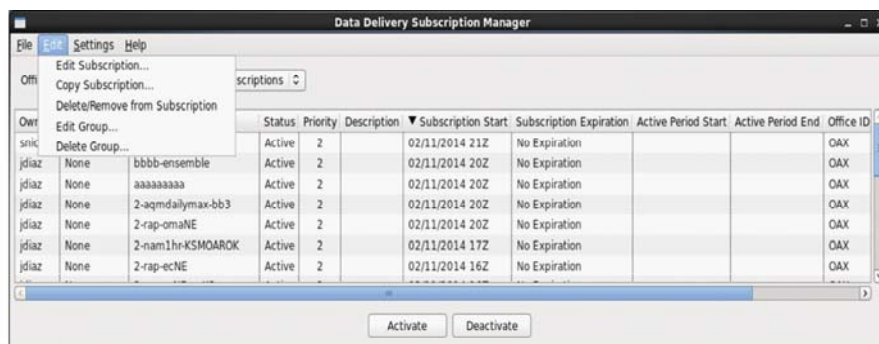 Data Delivery Subscription Manager
File Edit Settings Help
Edit Subscription...
Copy Subscription...
Delete/Remove from Subscription
Edit Group...
Delete Group...
Offi scriptions
Own Status Priority Description ▼ Subscription Start Subscription Expiration Active Period Start Active Period End Office ID
snic Active 2 02/11/2014 21Z No Expiration OAX
jdiaz None bbbb-ensemble Active 2 02/11/2014 20Z No Expiration OAX
jdiaz None aaaaaaaaa Active 2 02/11/2014 20Z No Expiration OAX
jdiaz None 2-aqmdailymax-bb3 Active 2 02/11/2014 20Z No Expiration OAX
jdiaz None 2-rap-omaNE Active 2 02/11/2014 20Z No Expiration OAX
jdiaz None 2-nam1hr-KSMOAROK Active 2 02/11/2014 17Z No Expiration OAX
jdiaz None 2-rap-ecNE Active 2 02/11/2014 16Z No Expiration OAX
Activate Deactivate